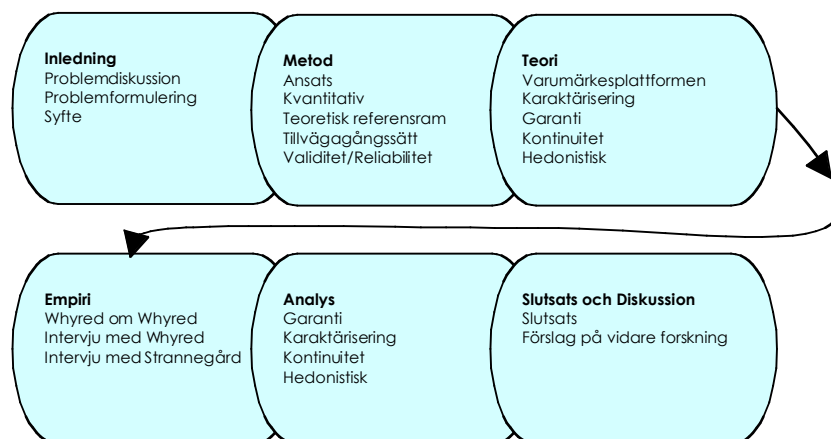 Inledning
Problemdiskussion
Problemformulering
Syfte
Metod
Ansats
Kvantitativ
Teoretisk referensram
Tillvägagångssätt
Validitet/Reliabilitet
Teori
Varumärkesplattformen
Karaktärisering
Garanti
Kontinuitet
Hedonistisk
Empiri
Whyred om Whyred
Intervju med Whyred
Intervju med Strannegård
Analys
Garanti
Karaktärisering
Kontinuitet
Hedonistisk
Slutsats och Diskussion
Slutsats
Förslag på vidare forskning